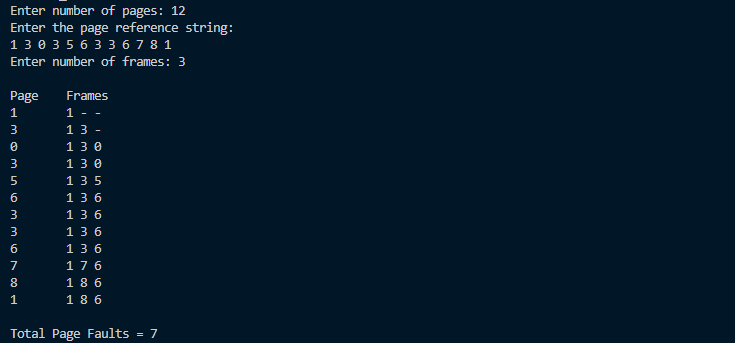 Enter number of pages: 12
Enter the page reference string:
1 3 0 3 5 6 3 3 6 7 8 1
Enter number of frames: 3
Page Frames
1 1 - -
3 1 3 -
0 1 3 0
3 1 3 0
5 1 3 5
6 1 3 6
3 1 3 6
3 1 3 6
6 1 3 6
7 1 7 6
8 1 8 6
1 1 8 6
Total Page Faults = 7